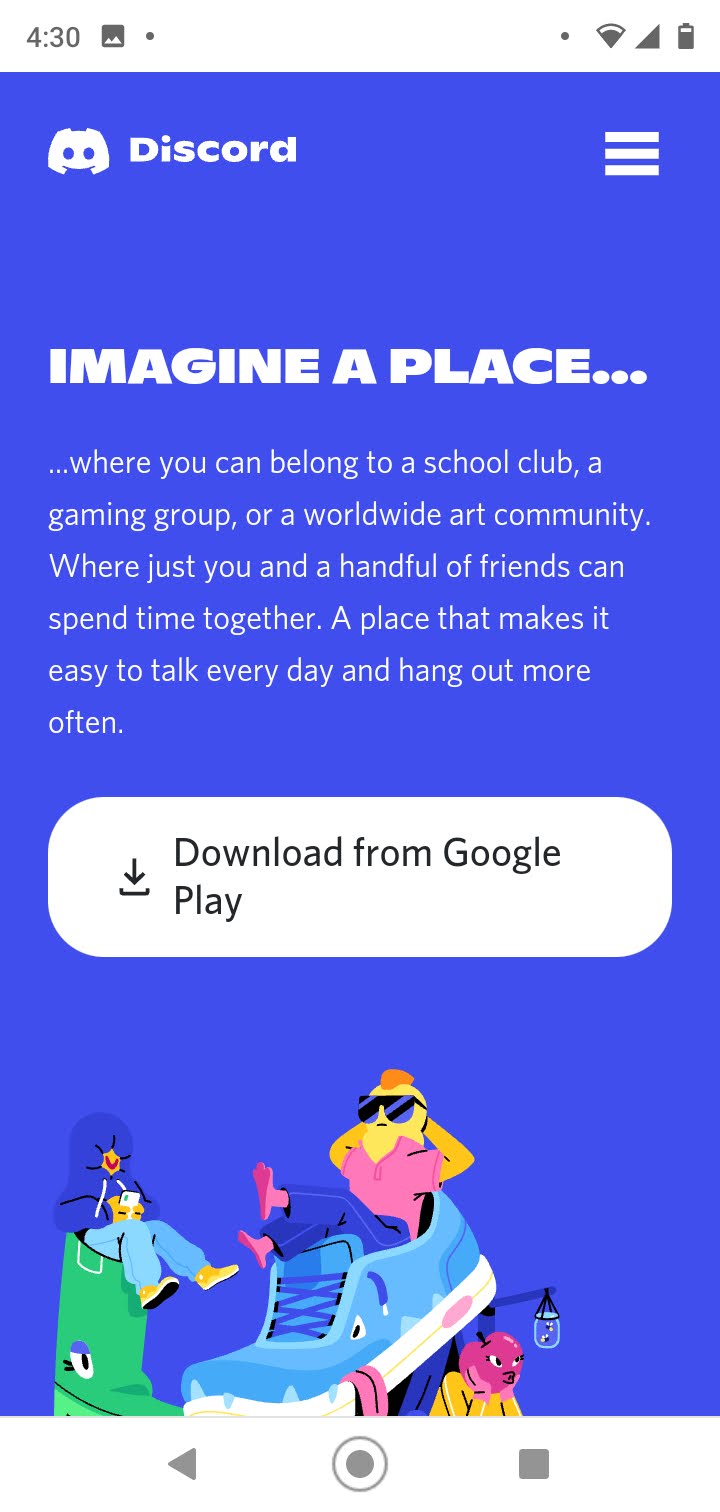 4:30
Discord
IMAGINE A PLACE...
...where you can belong to a school club, a
gaming group, or a worldwide art community.
Where just you and a handful of friends can
spend time together. A place that makes it
easy to talk every day and hang out more
often.
Download from Google
Play